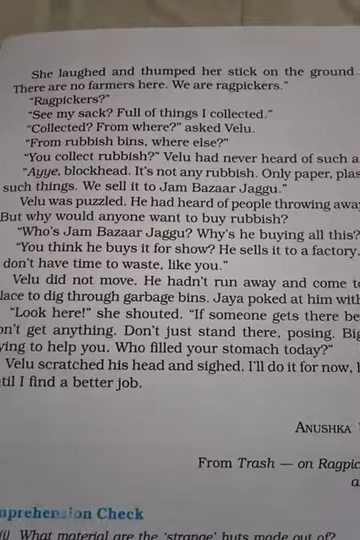 She laughed and thumped her stick on the ground.
There are no farmers here. We are ragpickers."
"Ragpickers?"
"See my sack? Full of things I collected."
"Collected? From where?" asked Velu.
"From rubbish bins, where else?"
"You collect rubbish?" Velu had never heard of such a
"Ayye, blockhead. It's not any rubbish. Only paper, plas
such things. We sell it to Jam Bazaar Jaggu."
Velu was puzzled. He had heard of people throwing away
But why would anyone want to buy rubbish?
"Who's Jam Bazaar Jaggu? Why's he buying all this?
"You think he buys it for show? He sells it to a factory.
don't have time to waste, like you."
Velu did not move. He hadn't run away and come to
lace to dig through garbage bins. Jaya poked at him with
"Look here!" she shouted. "If someone gets there be
on't get anything. Don't just stand there, posing. Big
ying to help you. Who filled your stomach today?"
Velu scratched his head and sighed. I'll do it for now, h
til I find a better job.
ANUSHKA
From Trash — on Ragpic
a
mprehension Check
(i) What material are the 'strange' huts made out of?